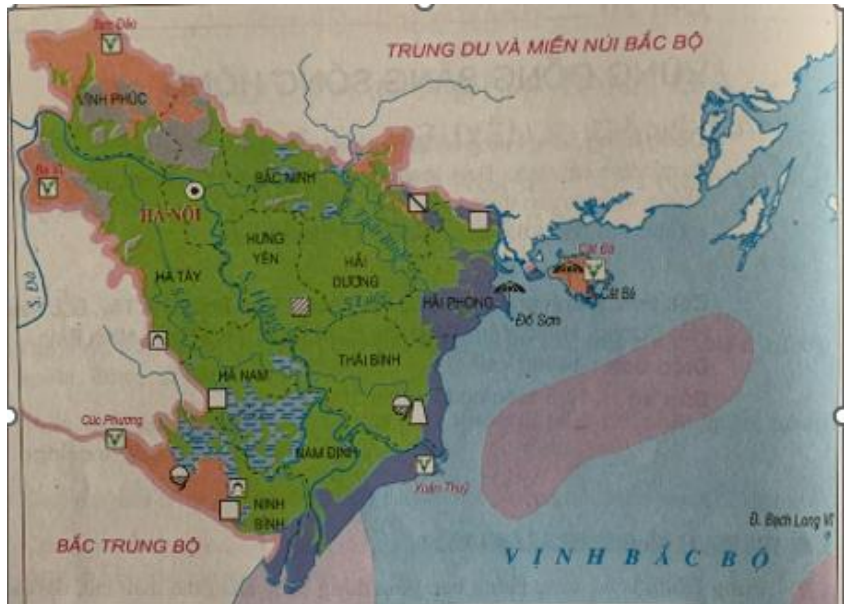 Tam Đảo
TRUNG DU VÀ MIỀN NÚI BẮC BỘ
VĨNH PHÚC
Ba Vì
BẮC NINH
HÀ NỘI
HƯNG
YÊN
HẢI
DƯƠNG
HÀ TÂY
S. Đà
Cát Bà
Cát Bà
HẢI PHÒNG
Đồ Sơn
THÁI BÌNH
HÀ NAM
Cúc Phương
NAM ĐỊNH
Xuân Thuỷ
NINH
BÌNH
Đ. Bạch Long Vĩ
BẮC TRUNG BỘ
VỊNH BẮC BỘ